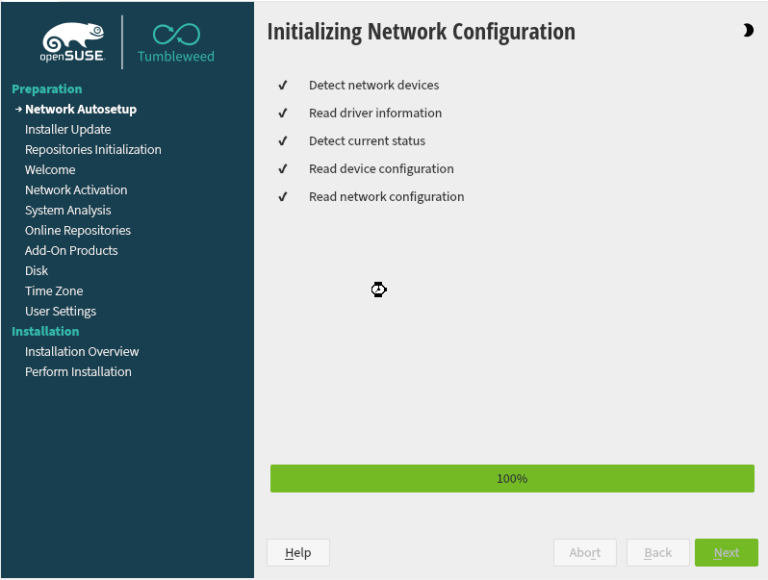 openSUSE
Tumbleweed
Preparation
Network Autosetup
Installer Update
Repositories Initialization
Welcome
Network Activation
System Analysis
Online Repositories
Add-On Products
Disk
Time Zone
User Settings
Installation
Installation Overview
Perform Installation
Initializing Network Configuration
Detect network devices
Read driver information
Detect current status
Read device configuration
Read network configuration
100%
Help
Abort
Back
Next